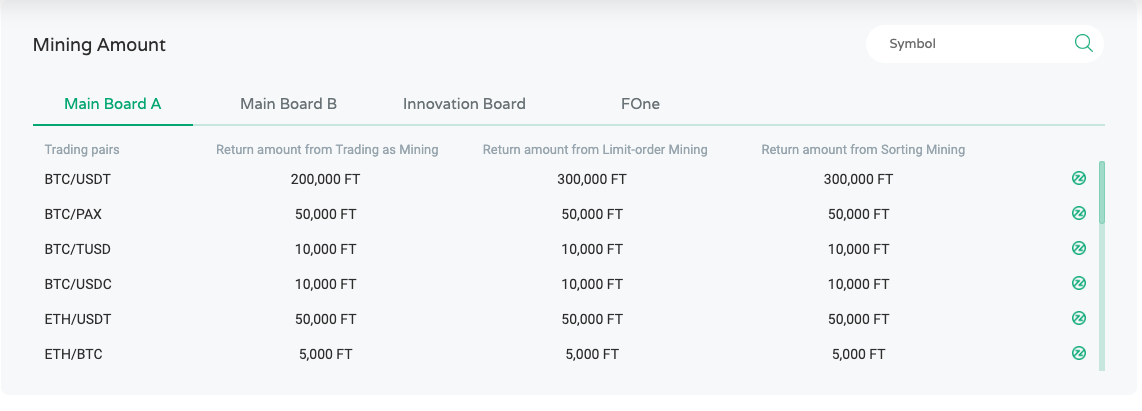 Mining Amount
Symbol
Main Board A Main Board B Innovation Board FOne
Trading pairs Return amount from Trading as Mining Return amount from Limit-order Mining Return amount from Sorting Mining
BTC/USDT 200,000 FT 300,000 FT 300,000 FT
BTC/PAX 50,000 FT 50,000 FT 50,000 FT
BTC/TUSD 10,000 FT 10,000 FT 10,000 FT
BTC/USDC 10,000 FT 10,000 FT 10,000 FT
ETH/USDT 50,000 FT 50,000 FT 50,000 FT
ETH/BTC 5,000 FT 5,000 FT 5,000 FT